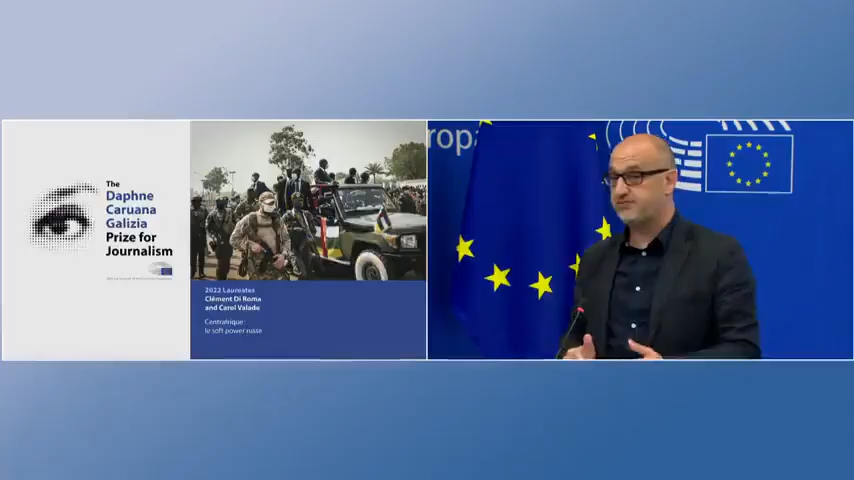 The
Daphne
Caruana
Galizia
Prize for
Journalism
2022 Laureates
Clément Di Roma
and Carol Valade
Centrafrique :
le soft power russe
ropa